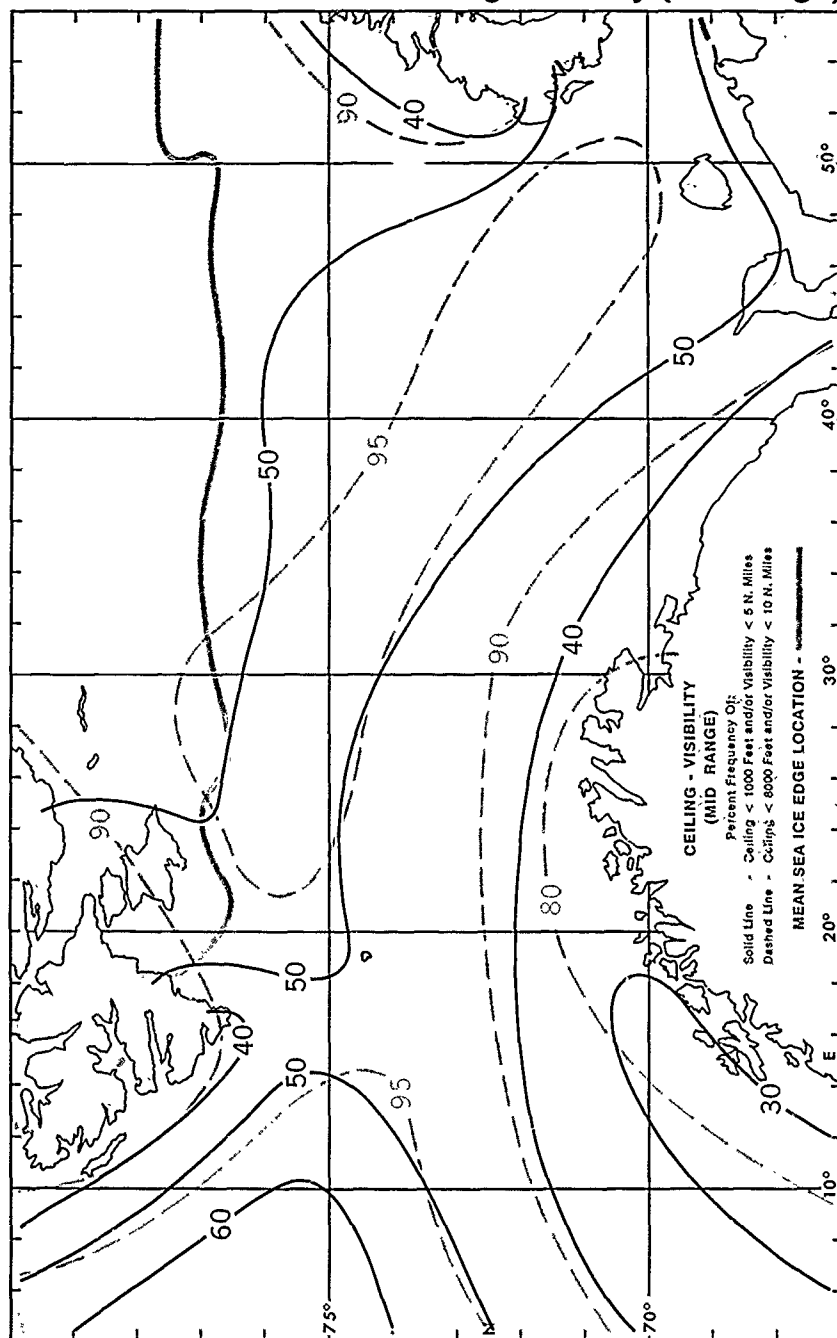 90
40
50
95
50
90
40
90
80
50
40
50
95
60
30
CEILING - VISIBILITY
(MID RANGE)
Percent Frequency Of:
Solid Line - Ceiling < 1000 Feet and/or Visibility < 5 N. Miles
Dashed Line - Ceiling < 8000 Feet and/or Visibility < 10 N. Miles
MEAN SEA ICE EDGE LOCATION -
75°
70°
N
10°
E
20°
30°
40°
50°